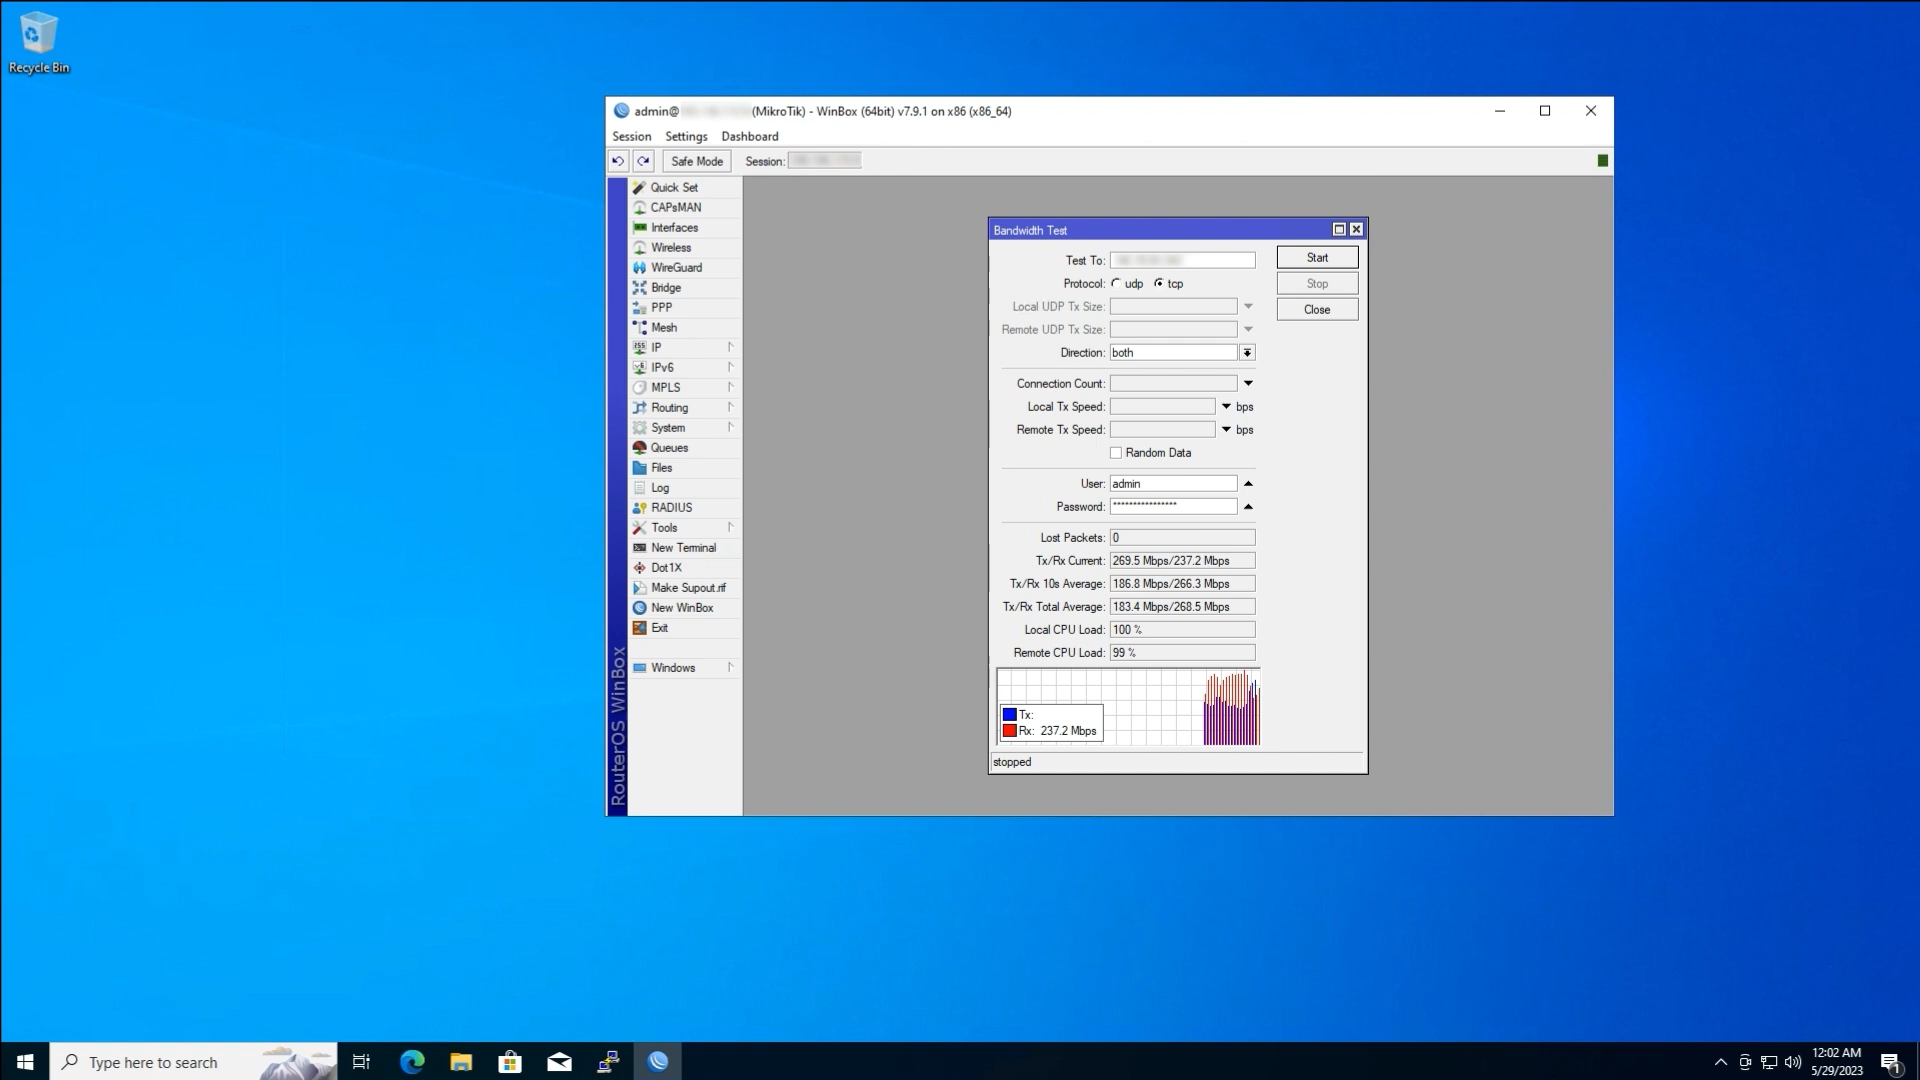 Recycle Bin
admin@ (MikroTik) - WinBox (64bit) v7.9.1 on x86 (x86_64)
Session Settings Dashboard
Safe Mode Session:
Quick Set
CAPsMAN
Interfaces
Wireless
WireGuard
Bridge
PPP
Mesh
IP
IPv6
MPLS
Routing
System
Queues
Files
Log
RADIUS
Tools
New Terminal
Dot1X
Make Supout.rif
New WinBox
Exit
Windows
RouterOS WinBox
Bandwidth Test
Test To:
Protocol: udp tcp
Local UDP Tx Size:
Remote UDP Tx Size:
Direction: both
Connection Count:
Local Tx Speed: bps
Remote Tx Speed: bps
Random Data
User: admin
Password: ****************
Lost Packets: 0
Tx/Rx Current: 269.5 Mbps/237.2 Mbps
Tx/Rx 10s Average: 186.8 Mbps/266.3 Mbps
Tx/Rx Total Average: 183.4 Mbps/268.5 Mbps
Local CPU Load: 100 %
Remote CPU Load: 99 %
Tx:
Rx: 237.2 Mbps
stopped
Start
Stop
Close
Type here to search
12:02 AM
5/29/2023
1